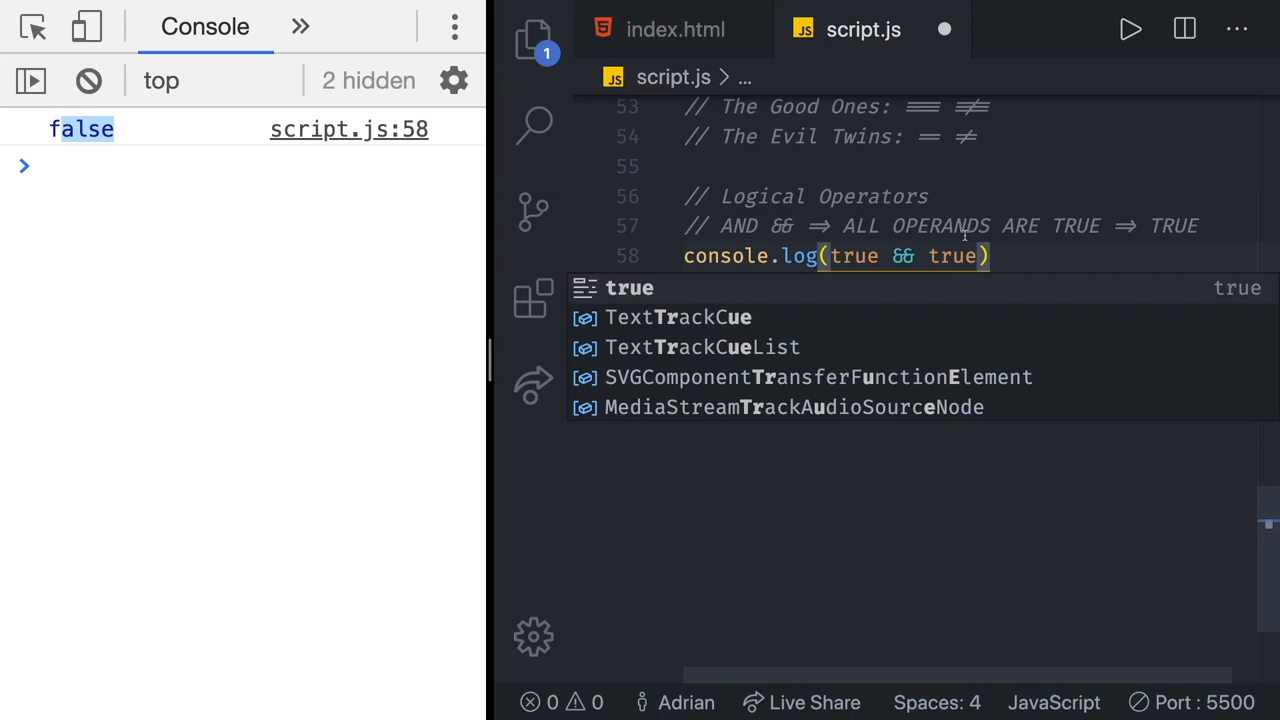 Console
top
2 hidden
false
script.js:58
>
1
index.html
JS script.js
JS script.js > ...
53 // The Good Ones: === !==
54 // The Evil Twins: == !=
55
56 // Logical Operators
57 // AND && => ALL OPERANDS ARE TRUE => TRUE
58 console.log(true && true)
true true
TextTrackCue
TextTrackCueList
SVGComponentTransferFunctionElement
MediaStreamTrackAudioSourceNode
0 0 Adrian Live Share Spaces: 4 JavaScript Port : 5500